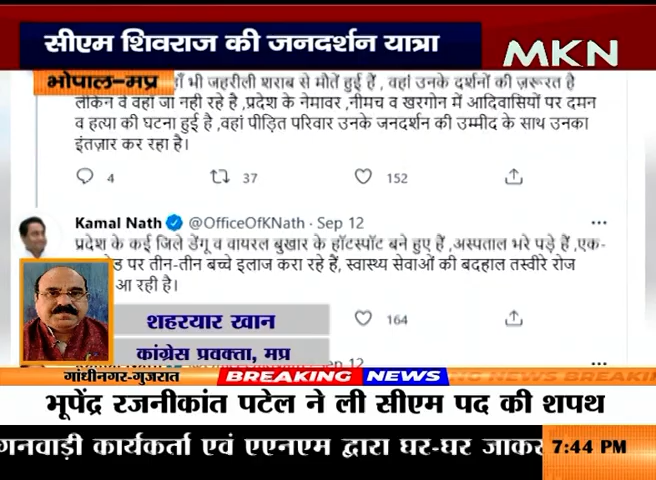 सीएम शिवराज की जनदर्शन यात्रा
MKN
भोपाल-मप्र
भी जहरीली शराब से मौतें हुई हैं , वहां उनके दर्शनों की ज़रूरत है
लेकिन वे वहां जा नही रहे है ,प्रदेश के नेमावर ,नीमच व खरगोन में आदिवासियों पर दमन
व हत्या की घटना हुई है ,वहां पीड़ित परिवार उनके जनदर्शन की उम्मीद के साथ उनका
इंतज़ार कर रहा है।
4 37 152
Kamal Nath @OfficeOfKNath · Sep 12
प्रदेश के कई जिले डेंगू व वायरल बुखार के हॉटस्पॉट बने हुए हैं ,अस्पताल भरे पड़े हैं ,एक-
पर तीन-तीन बच्चे इलाज करा रहे हैं, स्वास्थ्य सेवाओं की बदहाल तस्वीरे रोज
आ रही है।
164
शहरयार खान
कांग्रेस प्रवक्ता, मप्र
12
गांधीनगर-गुजरात
BREAKING NEWS
भूपेंद्र रजनीकांत पटेल ने ली सीएम पद की शपथ
गनवाड़ी कार्यकर्ता एवं एएनएम द्वारा घर-घर जाकर
7:44 PM